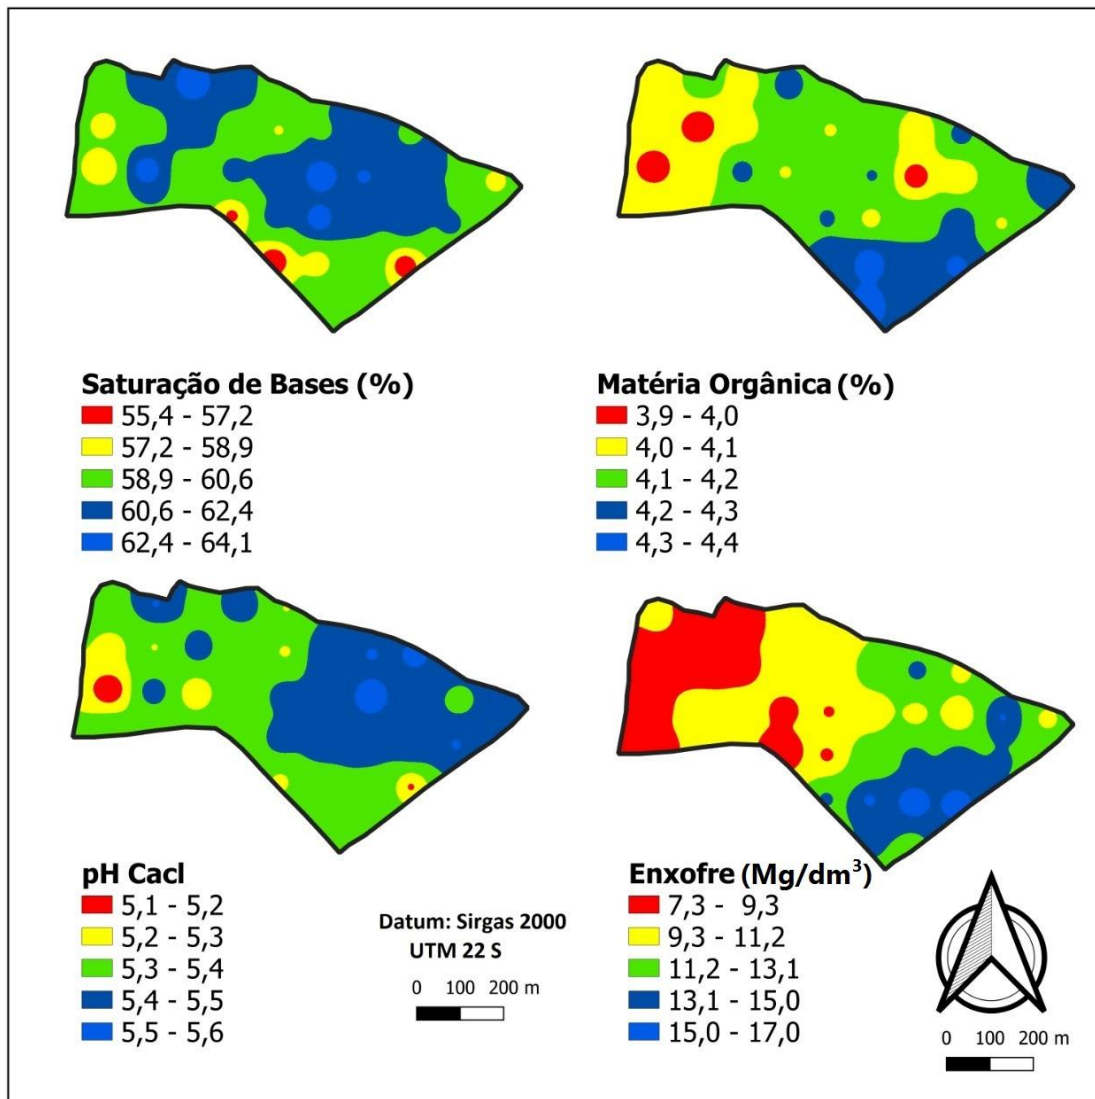 Saturação de Bases (%)
55,4 - 57,2
57,2 - 58,9
58,9 - 60,6
60,6 - 62,4
62,4 - 64,1
Matéria Orgânica (%)
3,9 - 4,0
4,0 - 4,1
4,1 - 4,2
4,2 - 4,3
4,3 - 4,4
pH Cacl
5,1 - 5,2
5,2 - 5,3
5,3 - 5,4
5,4 - 5,5
5,5 - 5,6
Datum: Sirgas 2000
UTM 22 S
0 100 200 m
Enxofre (Mg/dm³)
7,3 - 9,3
9,3 - 11,2
11,2 - 13,1
13,1 - 15,0
15,0 - 17,0
0 100 200 m